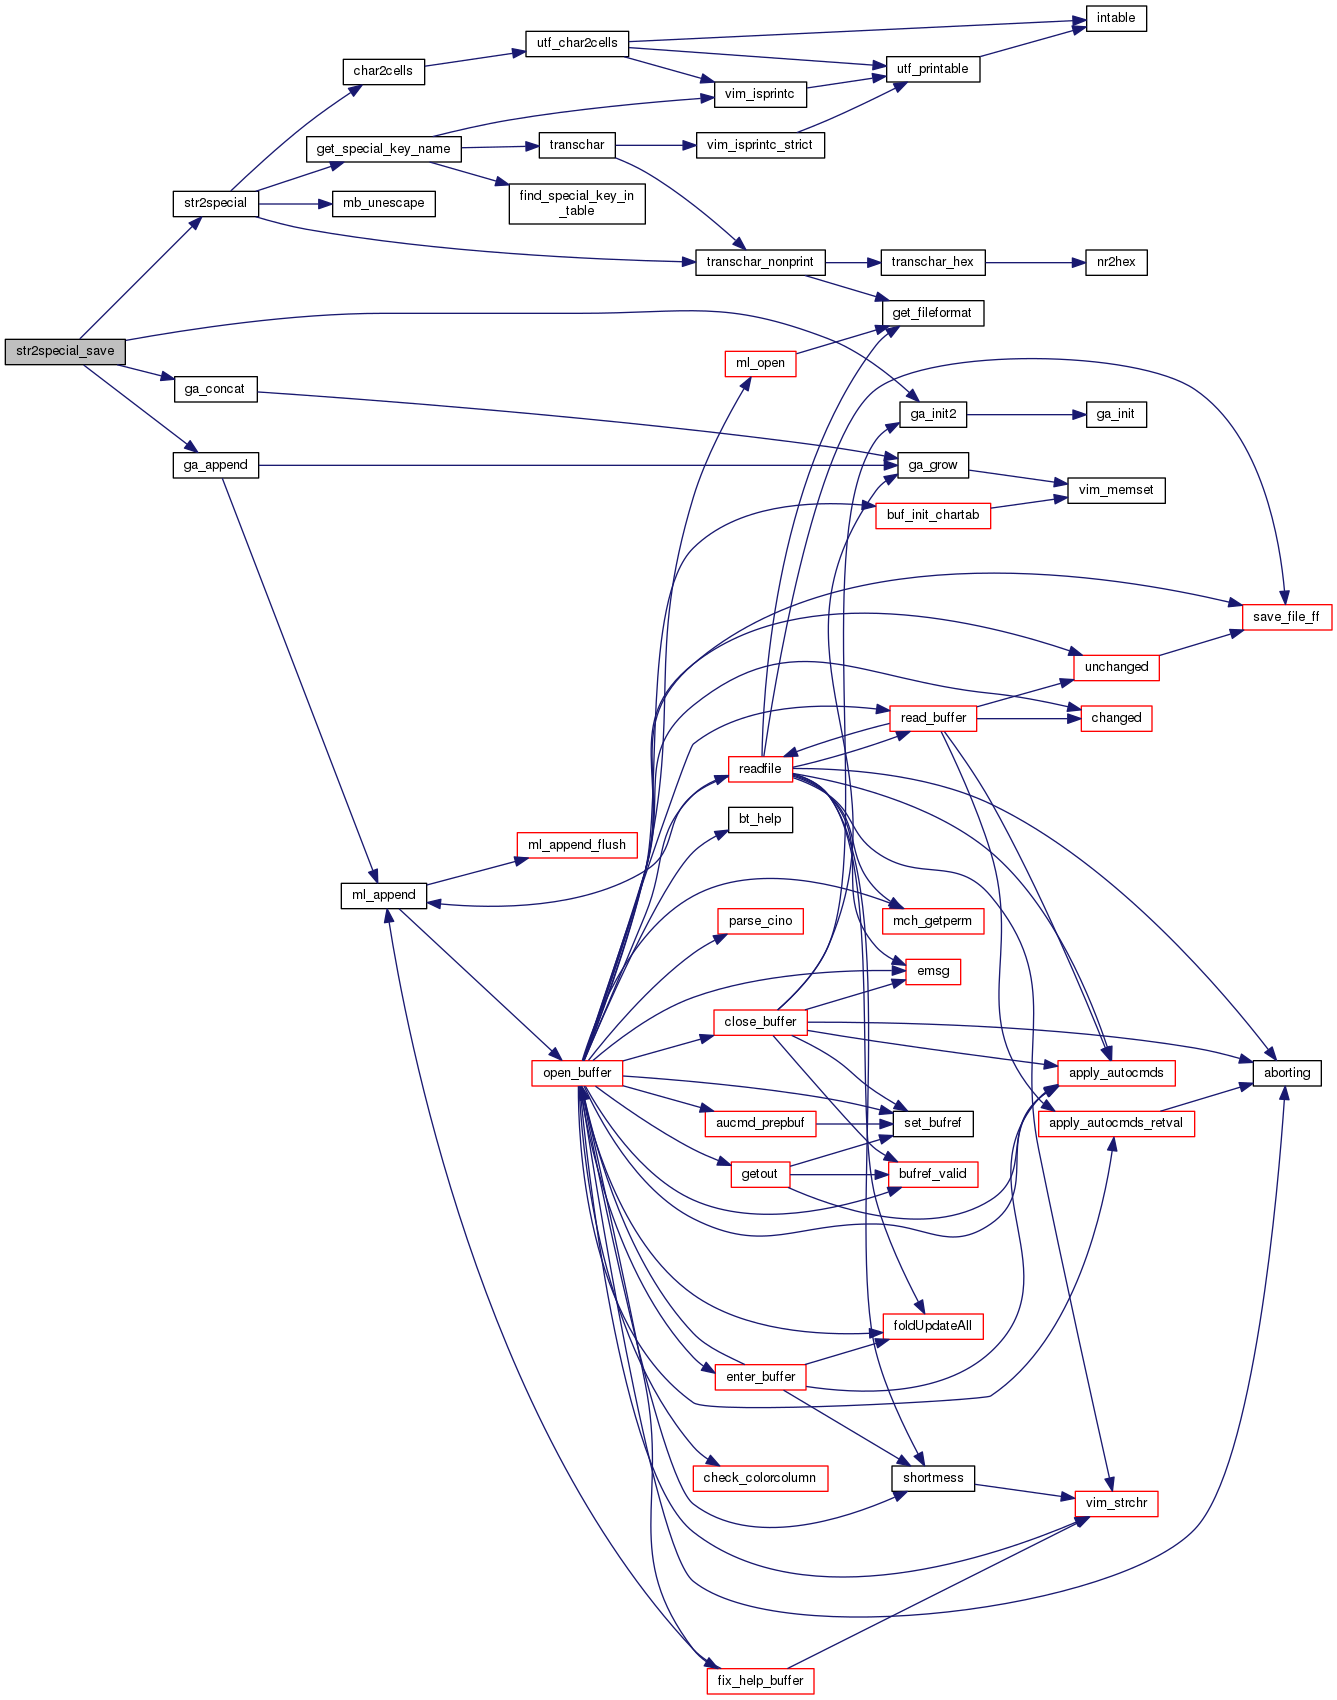 intable
utf_char2cells
char2cells
utf_printable
vim_isprintc
get_special_key_name
transchar
vim_isprintc_strict
find_special_key_in
_table
str2special
mb_unescape
transchar_nonprint
transchar_hex
nr2hex
get_fileformat
str2special_save
ml_open
ga_concat
ga_init2
ga_init
ga_append
ga_grow
vim_memset
buf_init_chartab
save_file_ff
unchanged
read_buffer
changed
readfile
bt_help
ml_append_flush
ml_append
parse_cino
mch_getperm
emsg
close_buffer
open_buffer
apply_autocmds
aborting
aucmd_prepbuf
set_bufref
apply_autocmds_retval
getout
bufref_valid
foldUpdateAll
enter_buffer
check_colorcolumn
shortmess
vim_strchr
fix_help_buffer